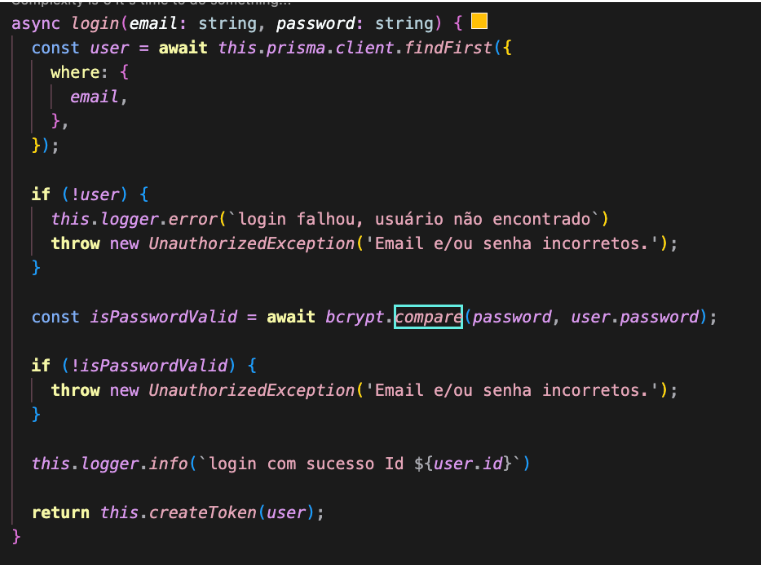 Complexity is 6 It's time to do something...
async login(email: string, password: string) {
const user = await this.prisma.client.findFirst({
where: {
email,
},
});
if (!user) {
this.logger.error(`login falhou, usuário não encontrado`)
throw new UnauthorizedException('Email e/ou senha incorretos.');
}
const isPasswordValid = await bcrypt.compare(password, user.password);
if (!isPasswordValid) {
throw new UnauthorizedException('Email e/ou senha incorretos.');
}
this.logger.info(`login com sucesso Id ${user.id}`)
return this.createToken(user);
}